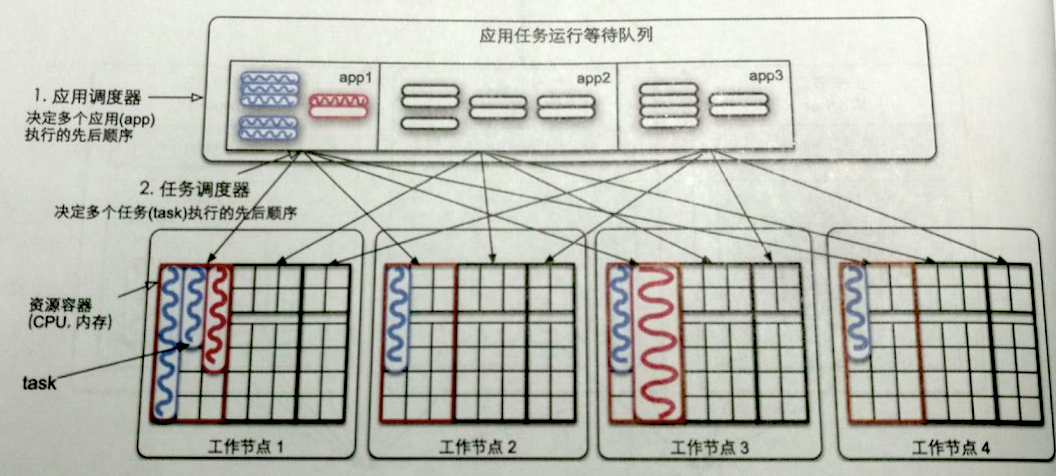 应用任务运行等待队列
app1
app2
app3
1. 应用调度器
决定多个应用(app)
执行的先后顺序
2. 任务调度器
决定多个任务(task)执行的先后顺序
资源容器
(CPU, 内存)
task
工作节点 1
工作节点 2
工作节点 3
工作节点 4